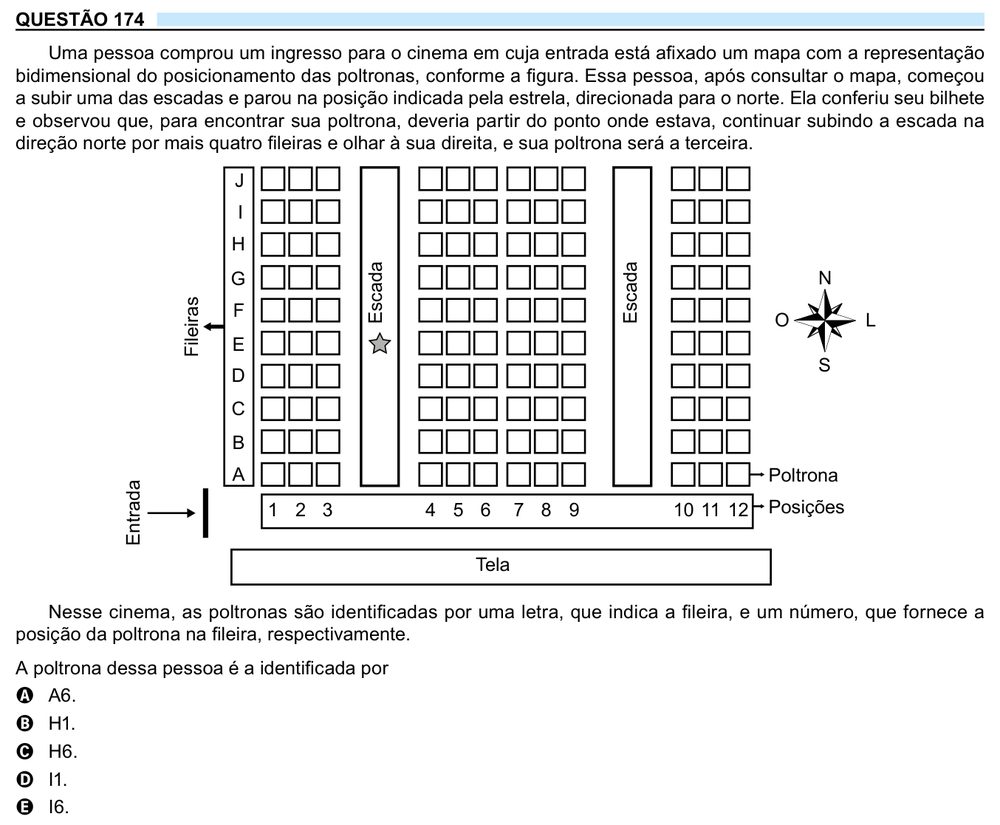 QUESTÃO 174
Uma pessoa comprou um ingresso para o cinema em cuja entrada está afixado um mapa com a representação
bidimensional do posicionamento das poltronas, conforme a figura. Essa pessoa, após consultar o mapa, começou
a subir uma das escadas e parou na posição indicada pela estrela, direcionada para o norte. Ela conferiu seu bilhete
e observou que, para encontrar sua poltrona, deveria partir do ponto onde estava, continuar subindo a escada na
direção norte por mais quatro fileiras e olhar à sua direita, e sua poltrona será a terceira.
J
I
H
G
F
E
D
C
B
A
Fileiras
Escada
Escada
N
O
L
S
Poltrona
Entrada
1 2 3 4 5 6 7 8 9 10 11 12
Posições
Tela
Nesse cinema, as poltronas são identificadas por uma letra, que indica a fileira, e um número, que fornece a
posição da poltrona na fileira, respectivamente.
A poltrona dessa pessoa é a identificada por
A A6.
B H1.
C H6.
D I1.
E I6.